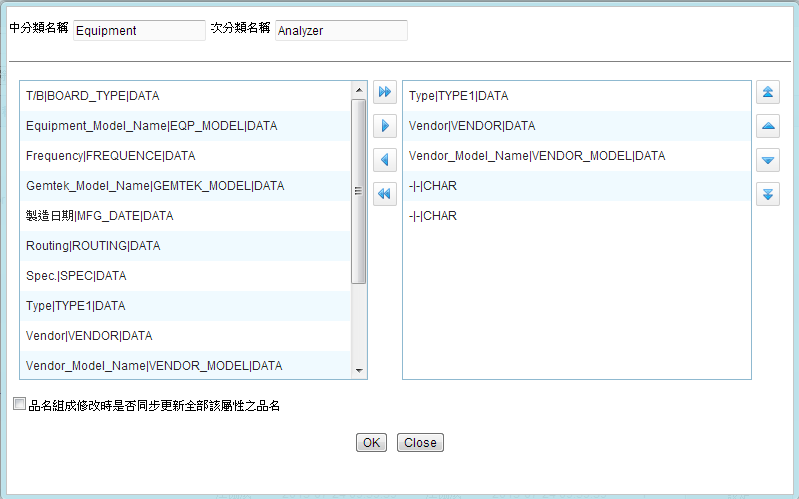 中分類名稱 Equipment 次分類名稱 Analyzer
T/B|BOARD_TYPE|DATA
Equipment_Model_Name|EQP_MODEL|DATA
Frequency|FREQUENCE|DATA
Gemtek_Model_Name|GEMTEK_MODEL|DATA
製造日期|MFG_DATE|DATA
Routing|ROUTING|DATA
Spec.|SPEC|DATA
Type|TYPE1|DATA
Vendor|VENDOR|DATA
Vendor_Model_Name|VENDOR_MODEL|DATA
Type|TYPE1|DATA
Vendor|VENDOR|DATA
Vendor_Model_Name|VENDOR_MODEL|DATA
-|-|CHAR
-|-|CHAR
品名組成修改時是否同步更新全部該屬性之品名
OK Close